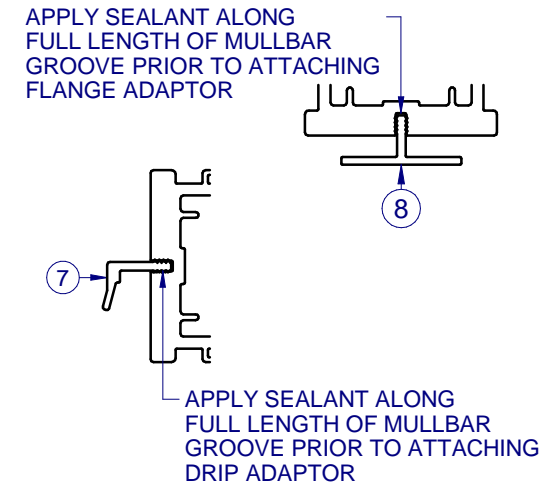 APPLY SEALANT ALONG
FULL LENGTH OF MULLBAR
GROOVE PRIOR TO ATTACHING
FLANGE ADAPTOR
8
7
APPLY SEALANT ALONG
FULL LENGTH OF MULLBAR
GROOVE PRIOR TO ATTACHING
DRIP ADAPTOR